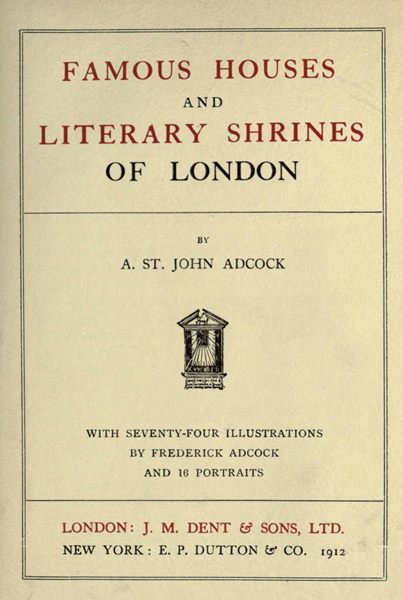 FAMOUS HOUSES
AND
LITERARY SHRINES
OF LONDON
BY
A. ST. JOHN ADCOCK
WITH SEVENTY-FOUR ILLUSTRATIONS
BY FREDERICK ADCOCK
AND 16 PORTRAITS
LONDON: J. M. DENT & SONS, LTD.
NEW YORK: E. P. DUTTON & CO. 1912